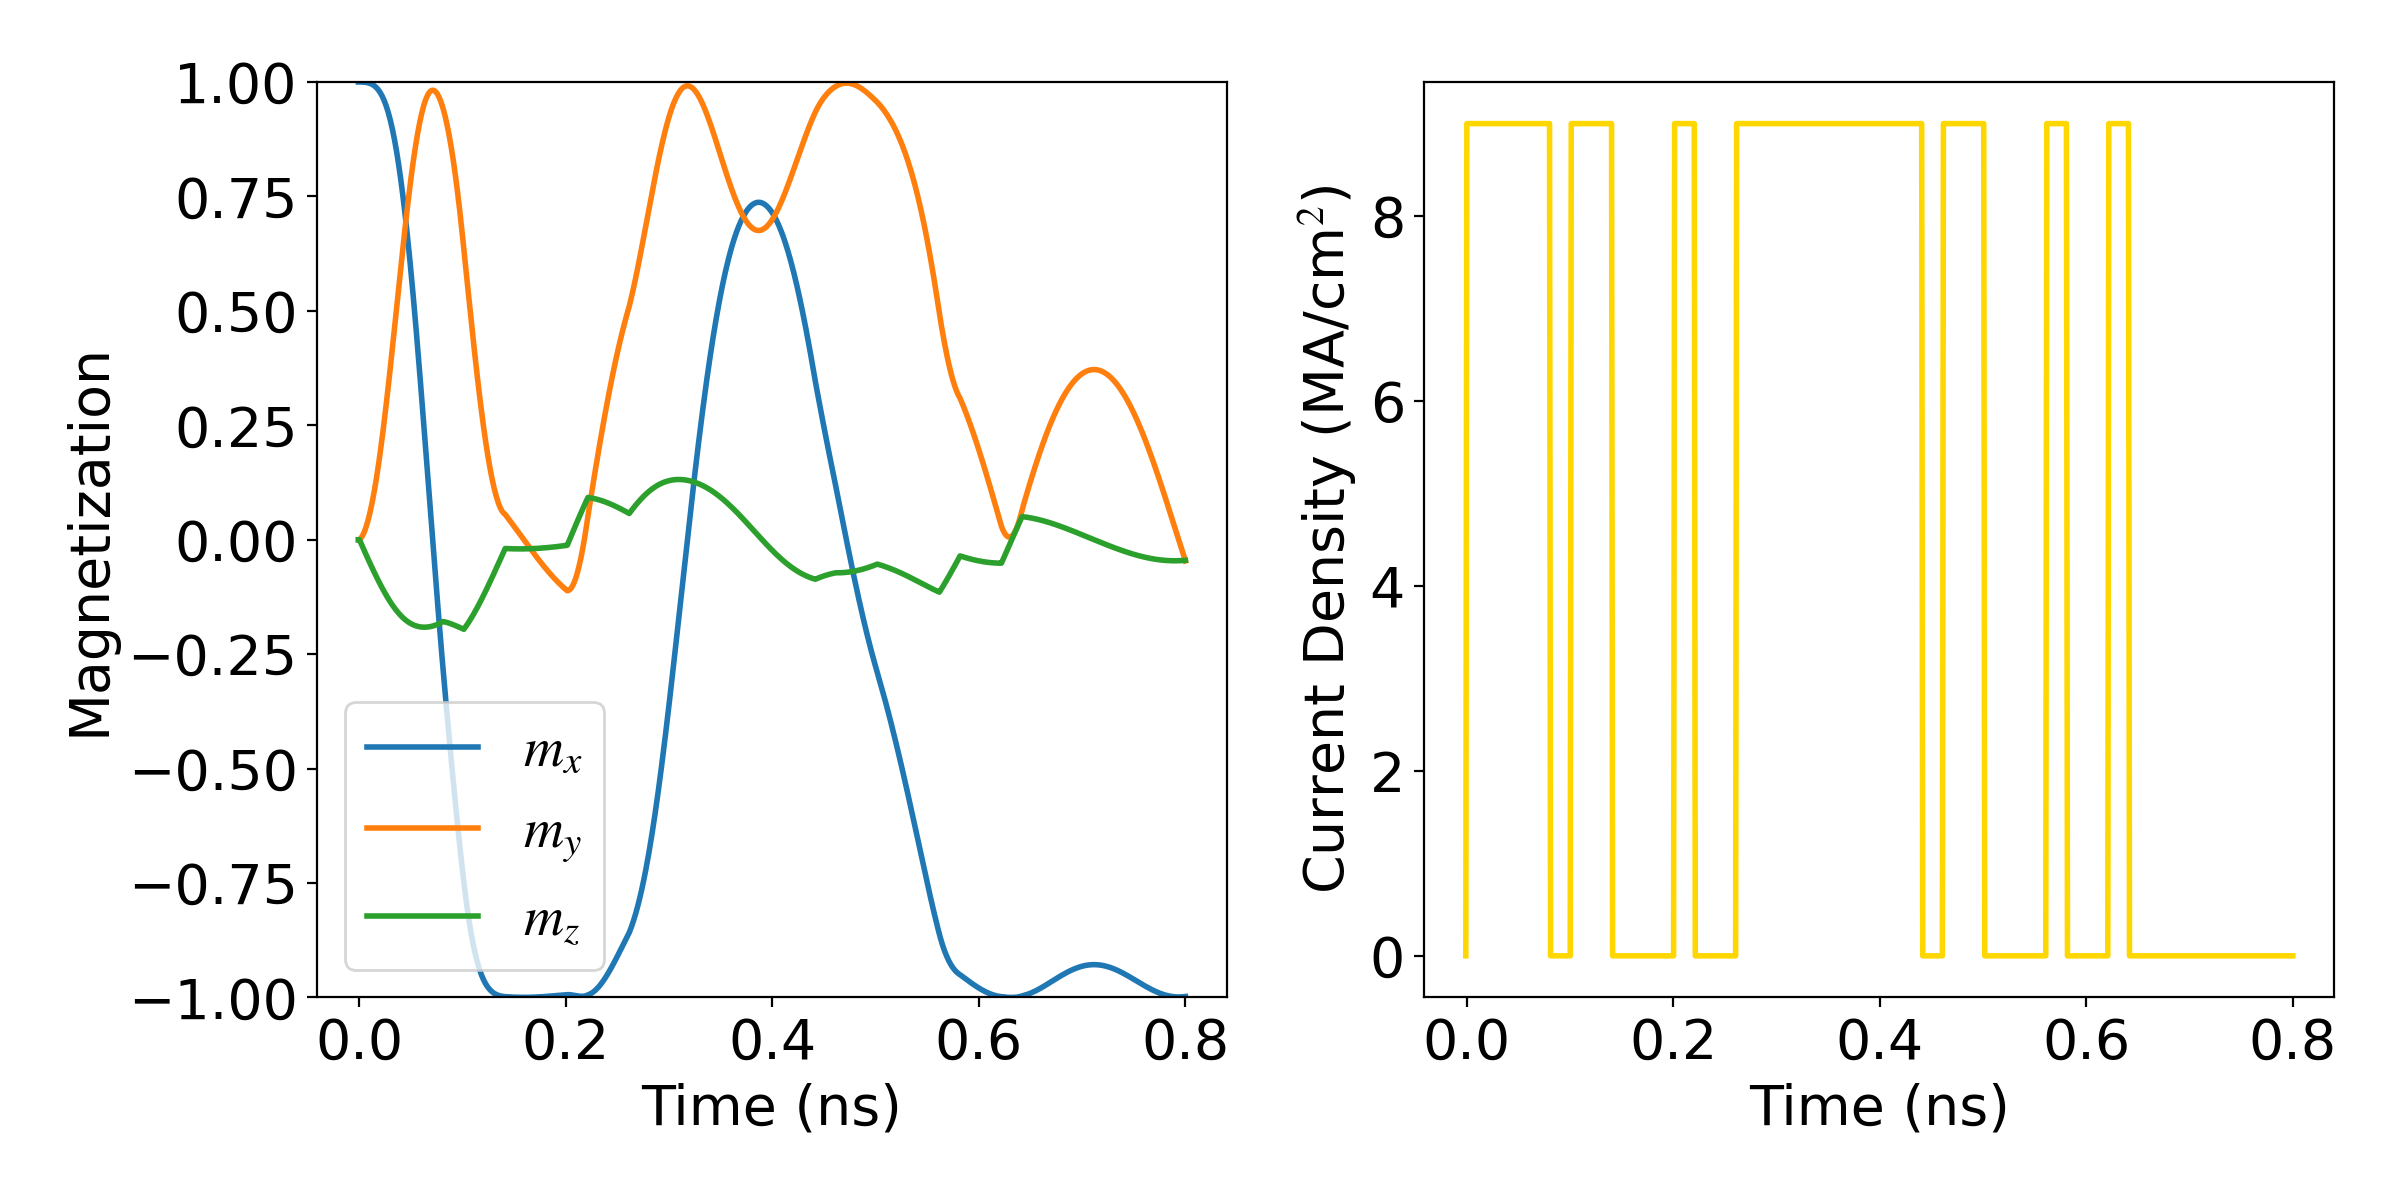 Magnetization
1.00
0.75
0.50
0.25
0.00
−0.25
−0.50
−0.75
−1.00
m_x
m_y
m_z
0.0 0.2 0.4 0.6 0.8
Time (ns)
Current Density (MA/cm²)
8
6
4
2
0
0.0 0.2 0.4 0.6 0.8
Time (ns)